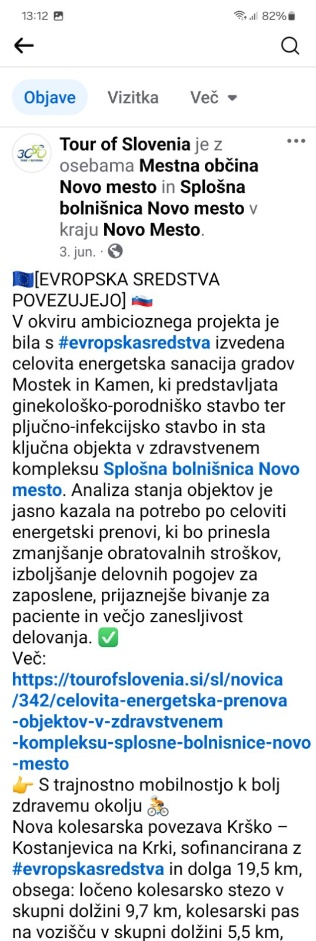 13:12 82%
Objave Vizitka Več
Tour of Slovenia je z
osebama Mestna občina
Novo mesto in Splošna
bolnišnica Novo mesto v
kraju Novo Mesto.
3. jun. ·
🇪🇺[EVROPSKA SREDSTVA
POVEZUJEJO] 🇸🇮
V okviru ambicioznega projekta je
bila s #evropskasredstva izvedena
celovita energetska sanacija gradov
Mostek in Kamen, ki predstavljata
ginekološko-porodniško stavbo ter
pljučno-infekcijsko stavbo in sta
ključna objekta v zdravstvenem
kompleksu Splošna bolnišnica Novo
mesto. Analiza stanja objektov je
jasno kazala na potrebo po celoviti
energetski prenovi, ki bo prinesla
zmanjšanje obratovalnih stroškov,
izboljšanje delovnih pogojev za
zaposlene, prijaznejše bivanje za
paciente in večjo zanesljivost
delovanja. ✅
Več:
https://tourofslovenia.si/sl/novica
/342/celovita-energetska-prenova
-objektov-v-zdravstvenem
-kompleksu-splosne-bolnisnice-novo
-mesto
👉 S trajnostno mobilnostjo k bolj
zdravemu okolju 🚴
Nova kolesarska povezava Krško –
Kostanjevica na Krki, sofinancirana z
#evropskasredstva in dolga 19,5 km,
obsega: ločeno kolesarsko stezo v
skupni dolžini 9,7 km, kolesarski pas
na vozišču v skupni dolžini 5,5 km,